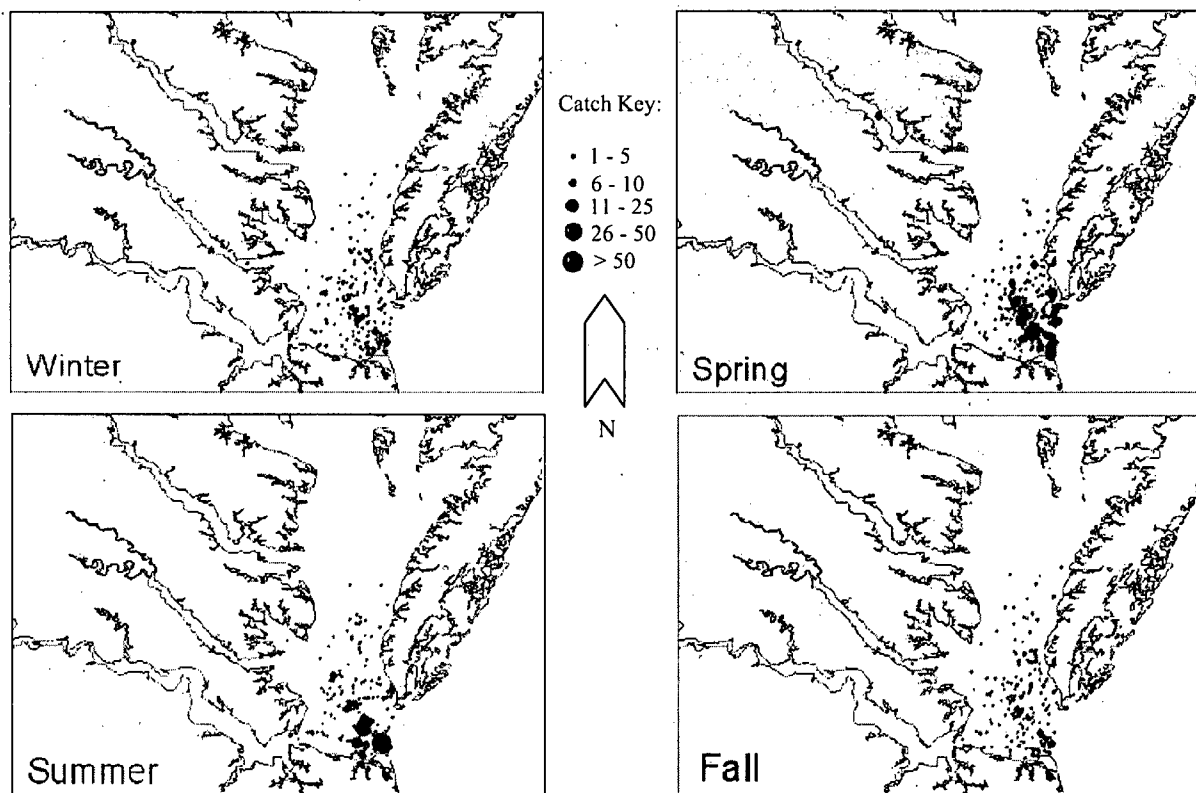 Winter
Catch Key:
1 - 5
6 - 10
11 - 25
26 - 50
> 50
N
Spring
Summer
Fall